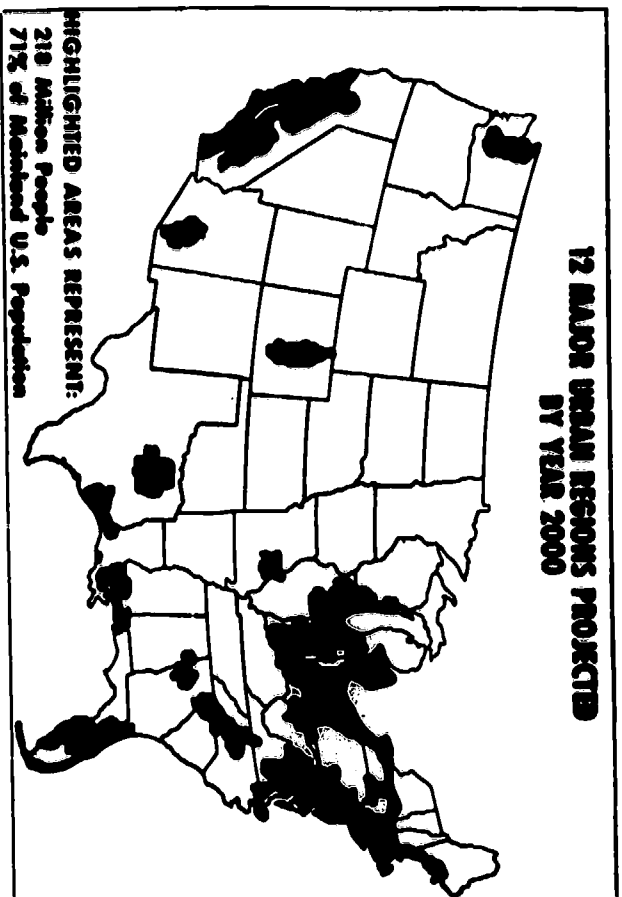 12 MAJOR URBAN REGIONS PROJECTED
BY YEAR 2000
HIGHLIGHTED AREAS REPRESENT:
218 Million People
71% of Mainland U.S. Population